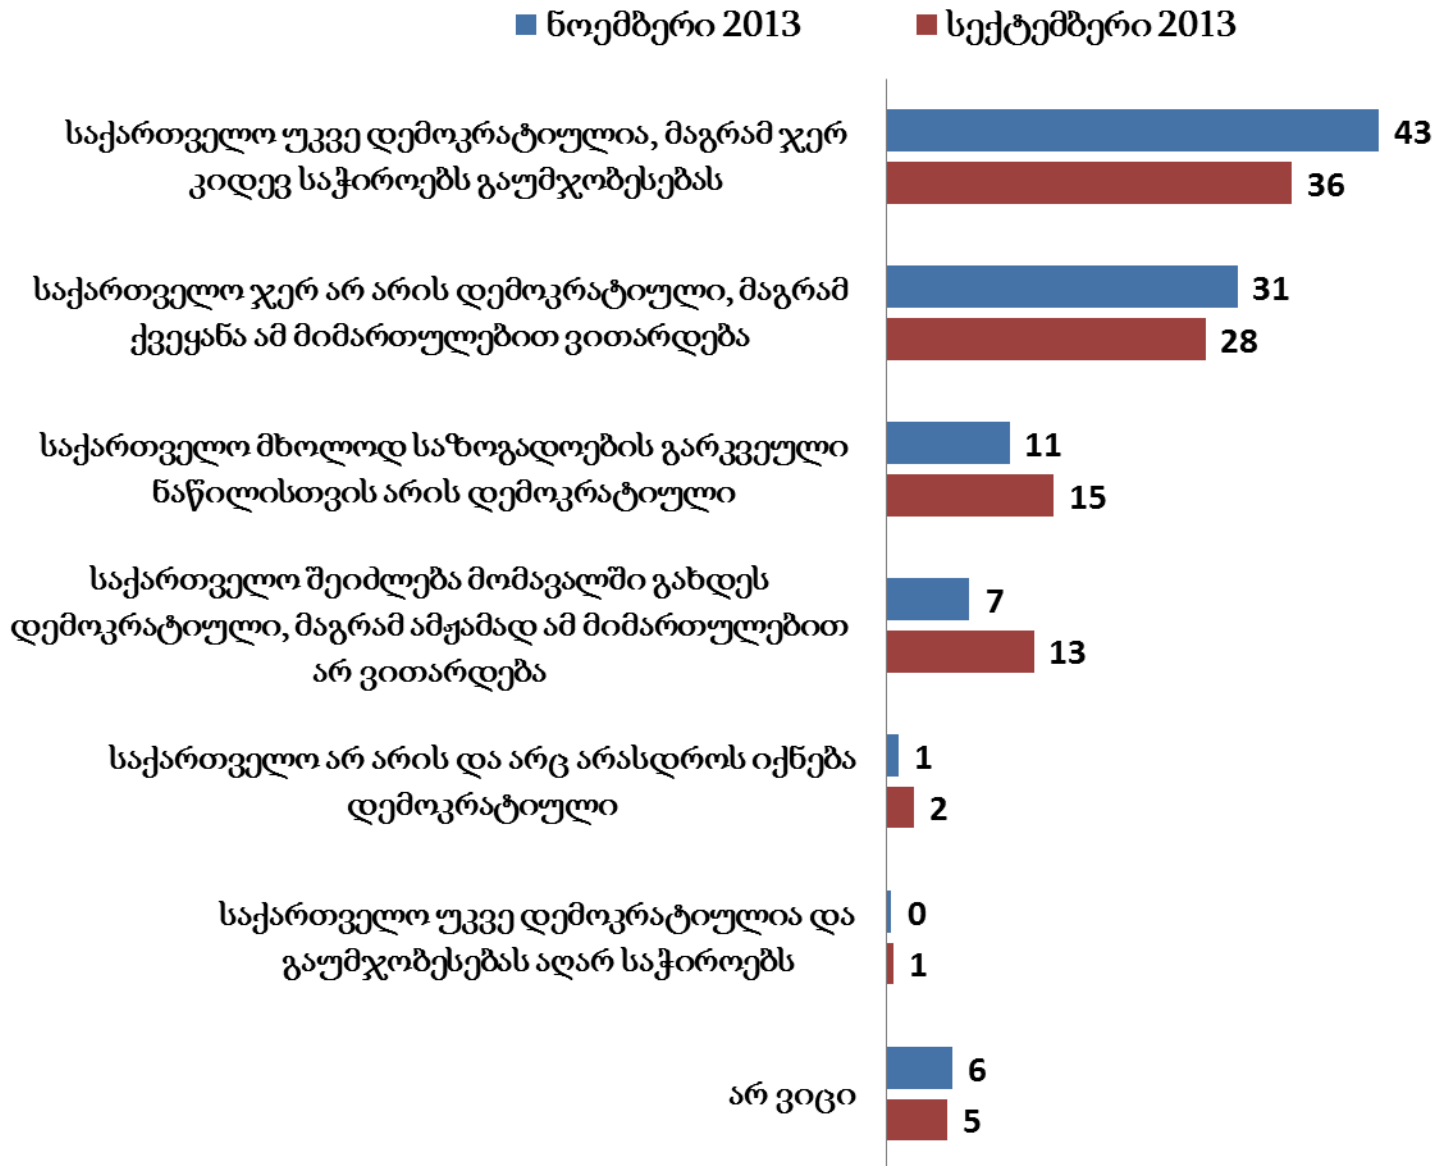 ნოემბერი 2013 სექტემბერი 2013
საქართველო უკვე დემოკრატიულია, მაგრამ ჯერ
კიდევ საჭიროებს გაუმჯობესებას
43
36
საქართველო ჯერ არ არის დემოკრატიული, მაგრამ
ქვეყანა ამ მიმართულებით ვითარდება
31
28
საქართველო მხოლოდ საზოგადოების გარკვეული
ნაწილისთვის არის დემოკრატიული
11
15
საქართველო შეიძლება მომავალში გახდეს
დემოკრატიული, მაგრამ ამჟამად ამ მიმართულებით
არ ვითარდება
7
13
საქართველო არ არის და არც არასდროს იქნება
დემოკრატიული
1
2
საქართველო უკვე დემოკრატიულია და
გაუმჯობესებას აღარ საჭიროებს
0
1
არ ვიცი
6
5